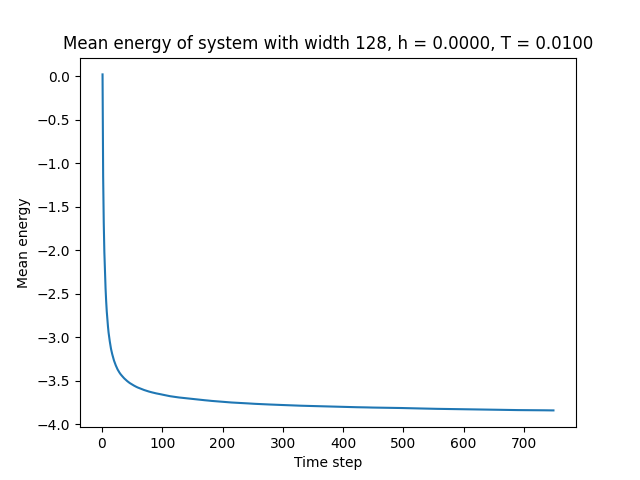 Mean energy of system with width 128, h = 0.0000, T = 0.0100
0.0
−0.5
−1.0
−1.5
−2.0
−2.5
−3.0
−3.5
−4.0
Mean energy
0 100 200 300 400 500 600 700
Time step